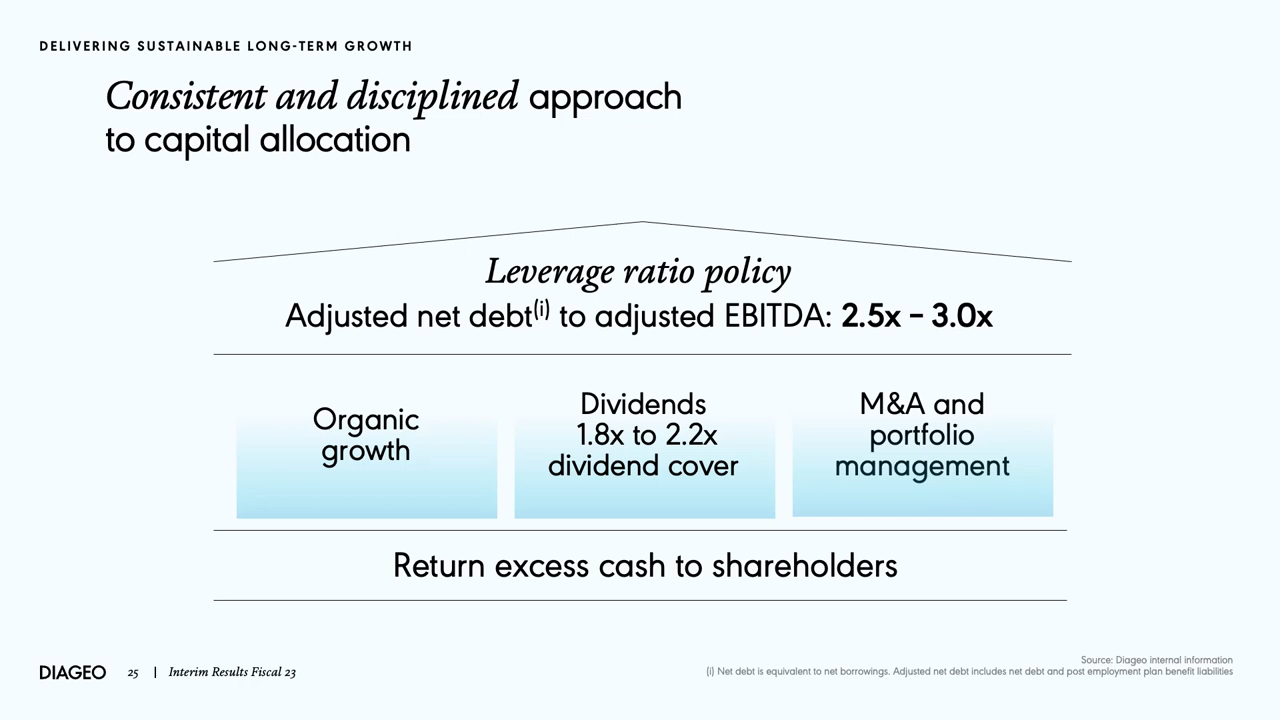 DELIVERING SUSTAINABLE LONG-TERM GROWTH
Consistent and disciplined approach
to capital allocation
Leverage ratio policy
Adjusted net debt(i) to adjusted EBITDA: 2.5x – 3.0x
Organic
growth
Dividends
1.8x to 2.2x
dividend cover
M&A and
portfolio
management
Return excess cash to shareholders
DIAGEO 25 | Interim Results Fiscal 23
Source: Diageo internal information
(i) Net debt is equivalent to net borrowings. Adjusted net debt includes net debt and post employment plan benefit liabilities